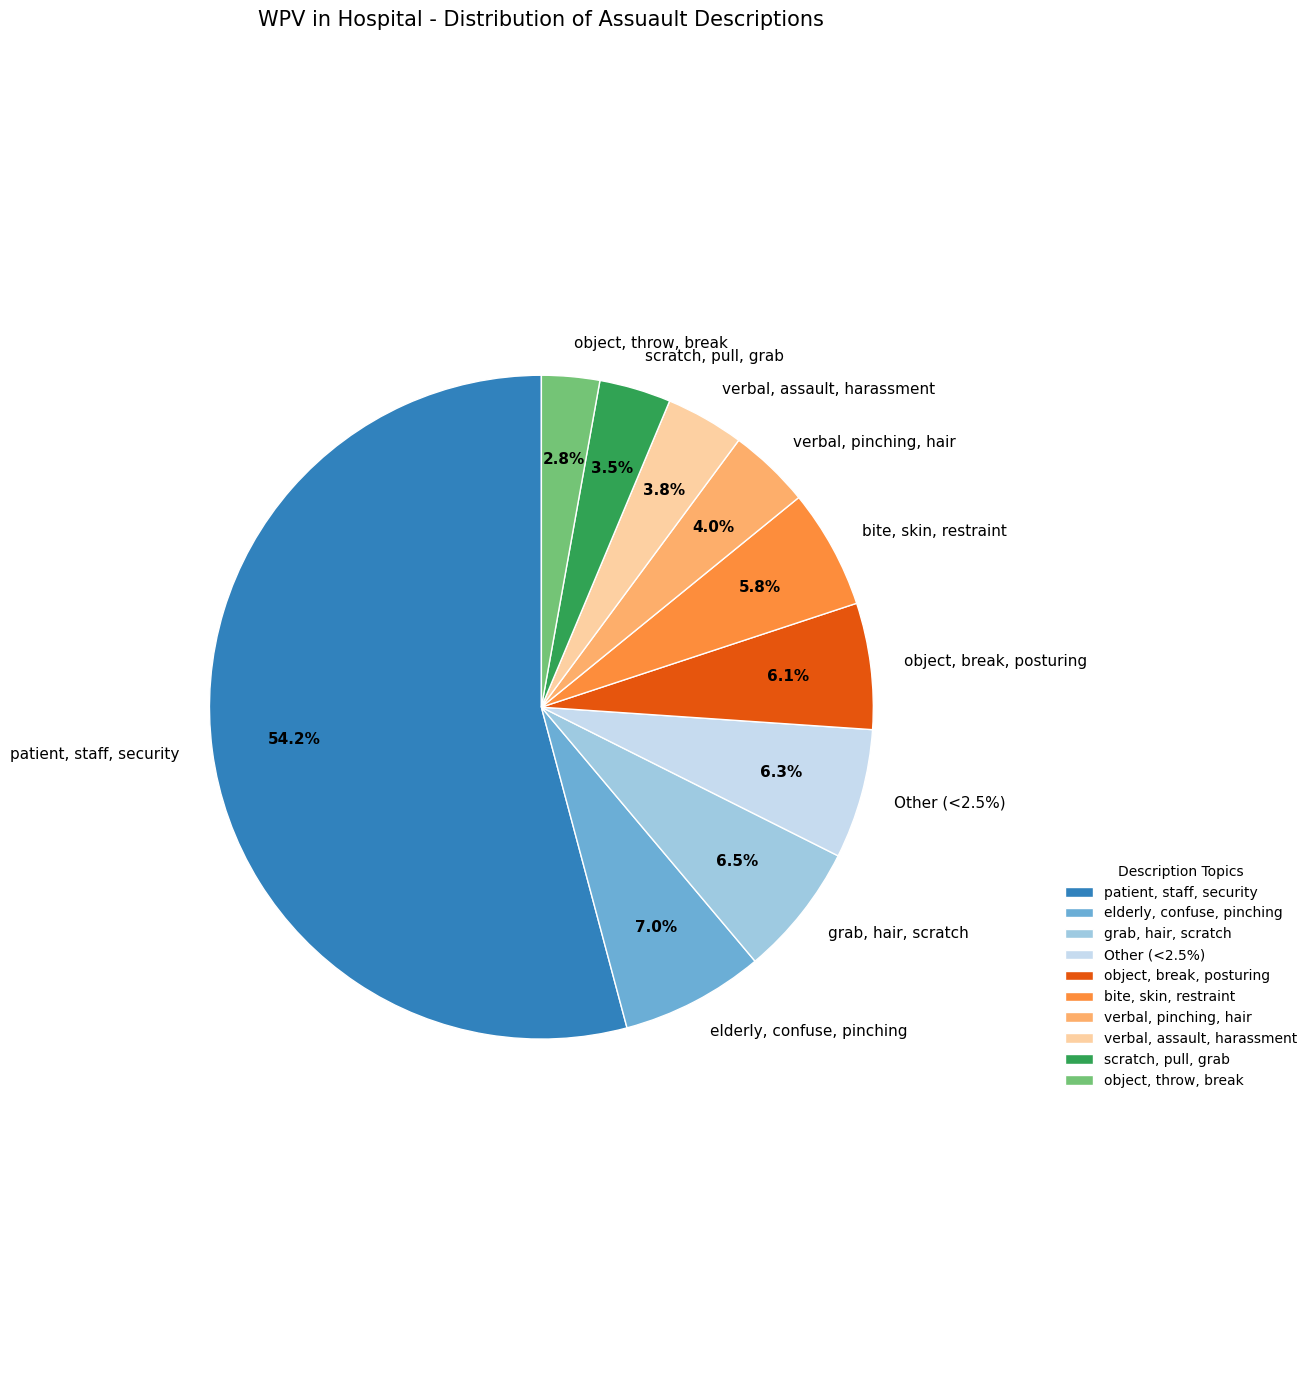 WPV in Hospital - Distribution of Assuault Descriptions
object, throw, break
scratch, pull, grab
verbal, assault, harassment
verbal, pinching, hair
bite, skin, restraint
object, break, posturing
Other (<2.5%)
grab, hair, scratch
elderly, confuse, pinching
patient, staff, security
2.8%
3.5%
3.8%
4.0%
5.8%
6.1%
6.3%
6.5%
7.0%
54.2%
Description Topics
patient, staff, security
elderly, confuse, pinching
grab, hair, scratch
Other (<2.5%)
object, break, posturing
bite, skin, restraint
verbal, pinching, hair
verbal, assault, harassment
scratch, pull, grab
object, throw, break